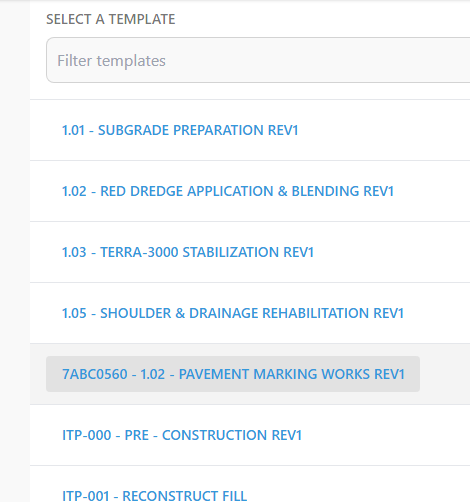 SELECT A TEMPLATE
Filter templates
1.01 - SUBGRADE PREPARATION REV1
1.02 - RED DREDGE APPLICATION & BLENDING REV1
1.03 - TERRA-3000 STABILIZATION REV1
1.05 - SHOULDER & DRAINAGE REHABILITATION REV1
7ABC0560 - 1.02 - PAVEMENT MARKING WORKS REV1
ITP-000 - PRE - CONSTRUCTION REV1
ITP-001 - RECONSTRUCT FILL